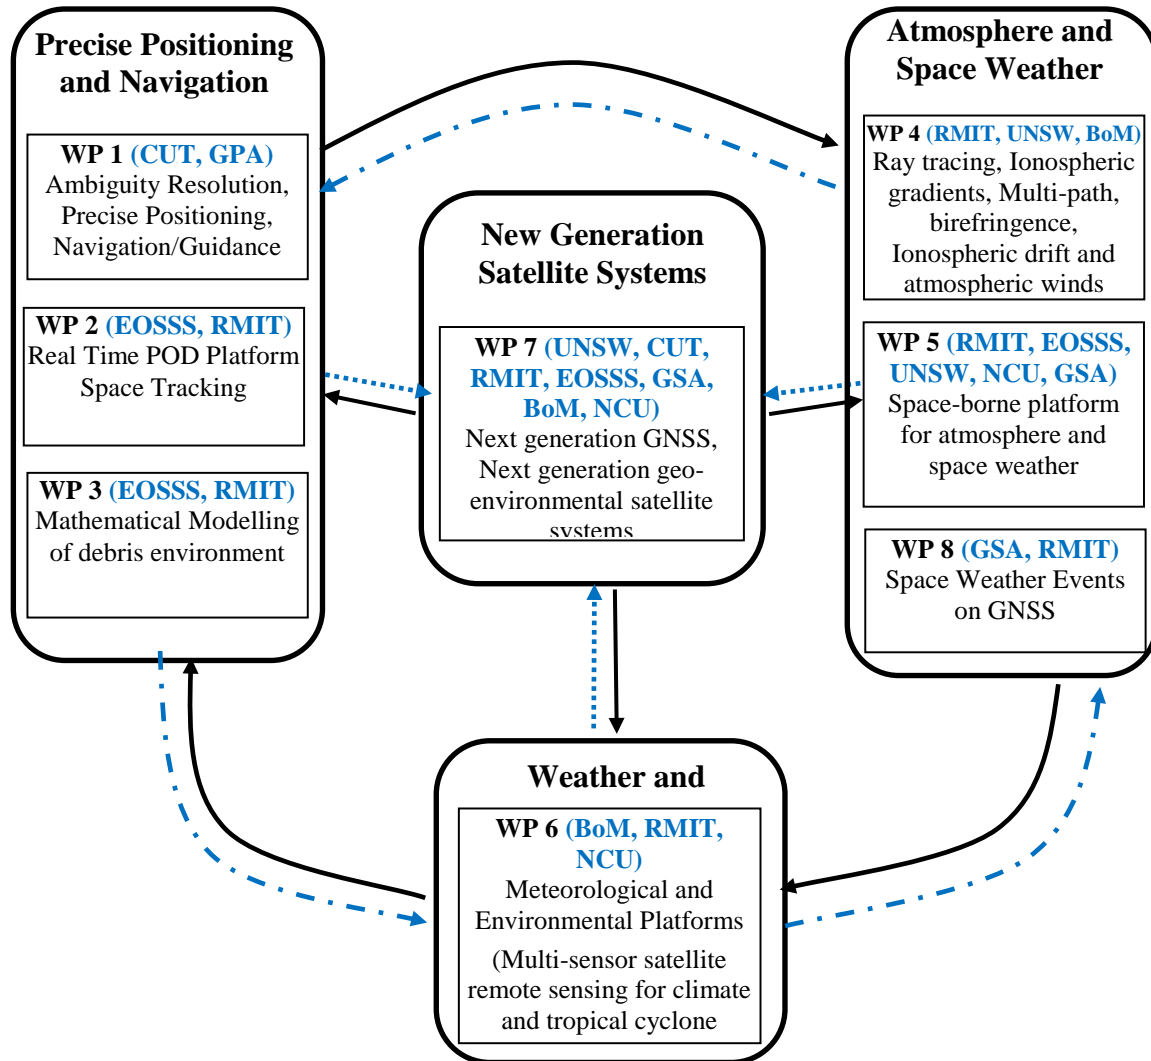 Precise Positioning
and Navigation
WP 1 (CUT, GPA)
Ambiguity Resolution,
Precise Positioning,
Navigation/Guidance
WP 2 (EOSSS, RMIT)
Real Time POD Platform
Space Tracking
WP 3 (EOSSS, RMIT)
Mathematical Modelling
of debris environment
New Generation
Satellite Systems
WP 7 (UNSW, CUT,
RMIT, EOSSS, GSA,
BoM, NCU)
Next generation GNSS,
Next generation geo-
environmental satellite
systems
Atmosphere and
Space Weather
WP 4 (RMIT, UNSW, BoM)
Ray tracing, Ionospheric
gradients, Multi-path,
birefringence,
Ionospheric drift and
atmospheric winds
WP 5 (RMIT, EOSSS,
UNSW, NCU, GSA)
Space-borne platform
for atmosphere and
space weather
WP 8 (GSA, RMIT)
Space Weather Events
on GNSS
Weather and
WP 6 (BoM, RMIT,
NCU)
Meteorological and
Environmental Platforms
(Multi-sensor satellite
remote sensing for climate
and tropical cyclone